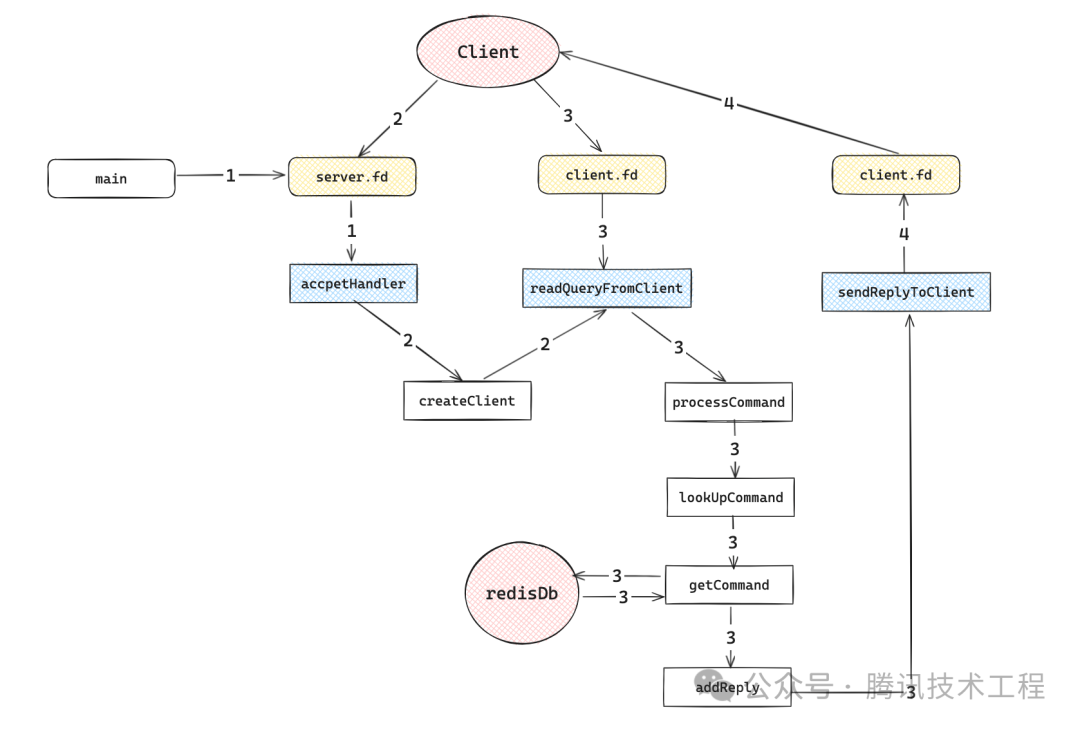 Client
2
3
4
main
1
server.fd
client.fd
client.fd
1
3
4
accpetHandler
readQueryFromClient
sendReplyToClient
2
2
3
createClient
processCommand
3
lookUpCommand
3
redisDb
3
3
getCommand
3
addReply
3
公众号 · 腾讯技术工程